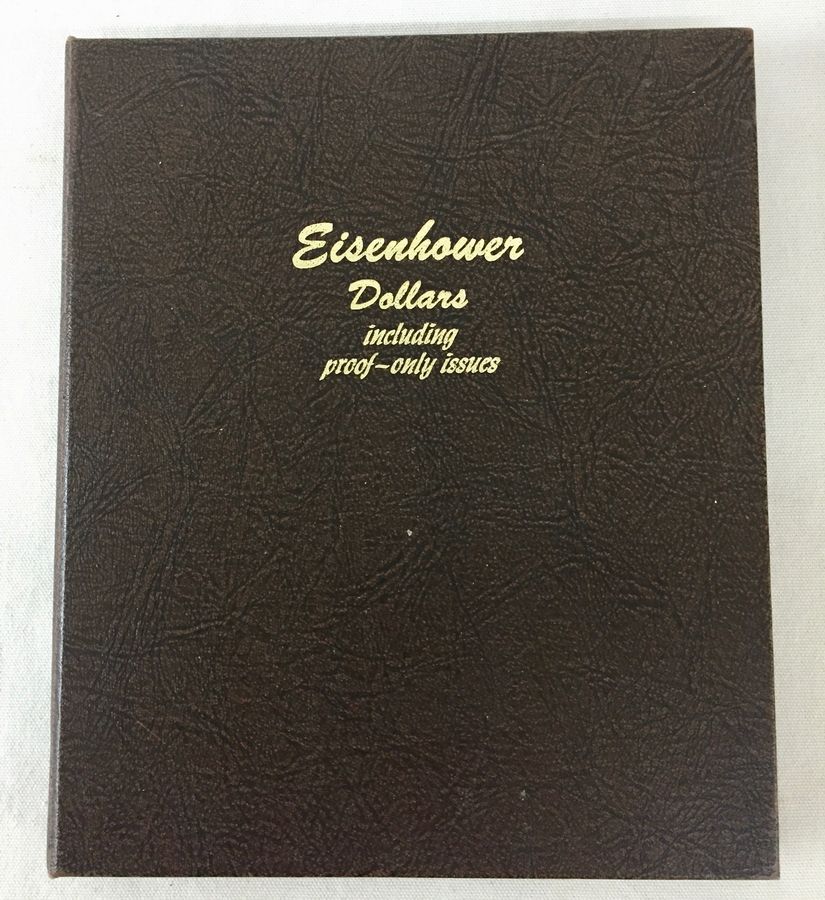 Eisenhower
Dollars
including
proof-only issues